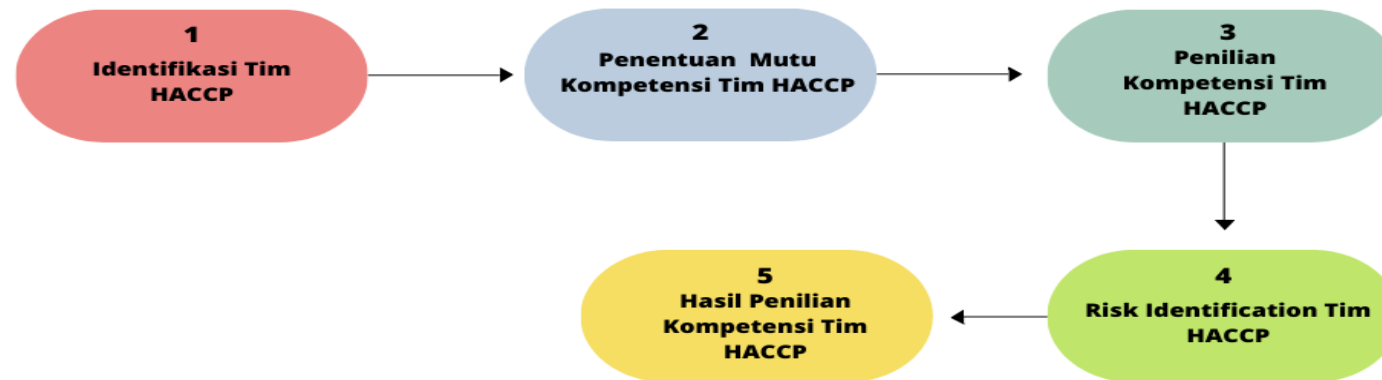 1
Identifikasi Tim
HACCP
2
Penentuan Mutu
Kompetensi Tim HACCP
3
Penilian
Kompetensi Tim
HACCP
4
Risk Identification Tim
HACCP
5
Hasil Penilian
Kompetensi Tim
HACCP